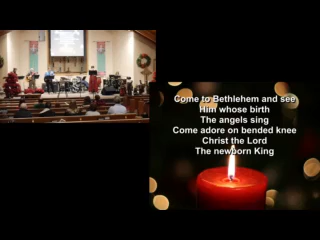 Come to Bethlehem and see
Him whose birth
The angels sing
Come adore on bended knee
Christ the Lord
The newborn King